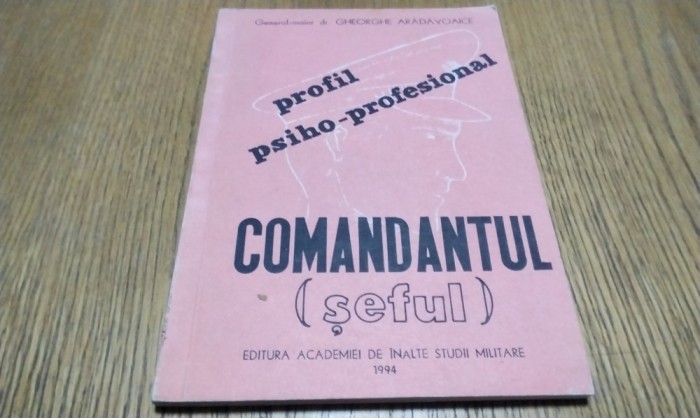 General-maior dr. GHEORGHE ARĂDĂVOAICE
profil
psiho-profesional
COMANDANTUL
(șeful)
EDITURA ACADEMIEI DE ÎNALTE STUDII MILITARE
1994